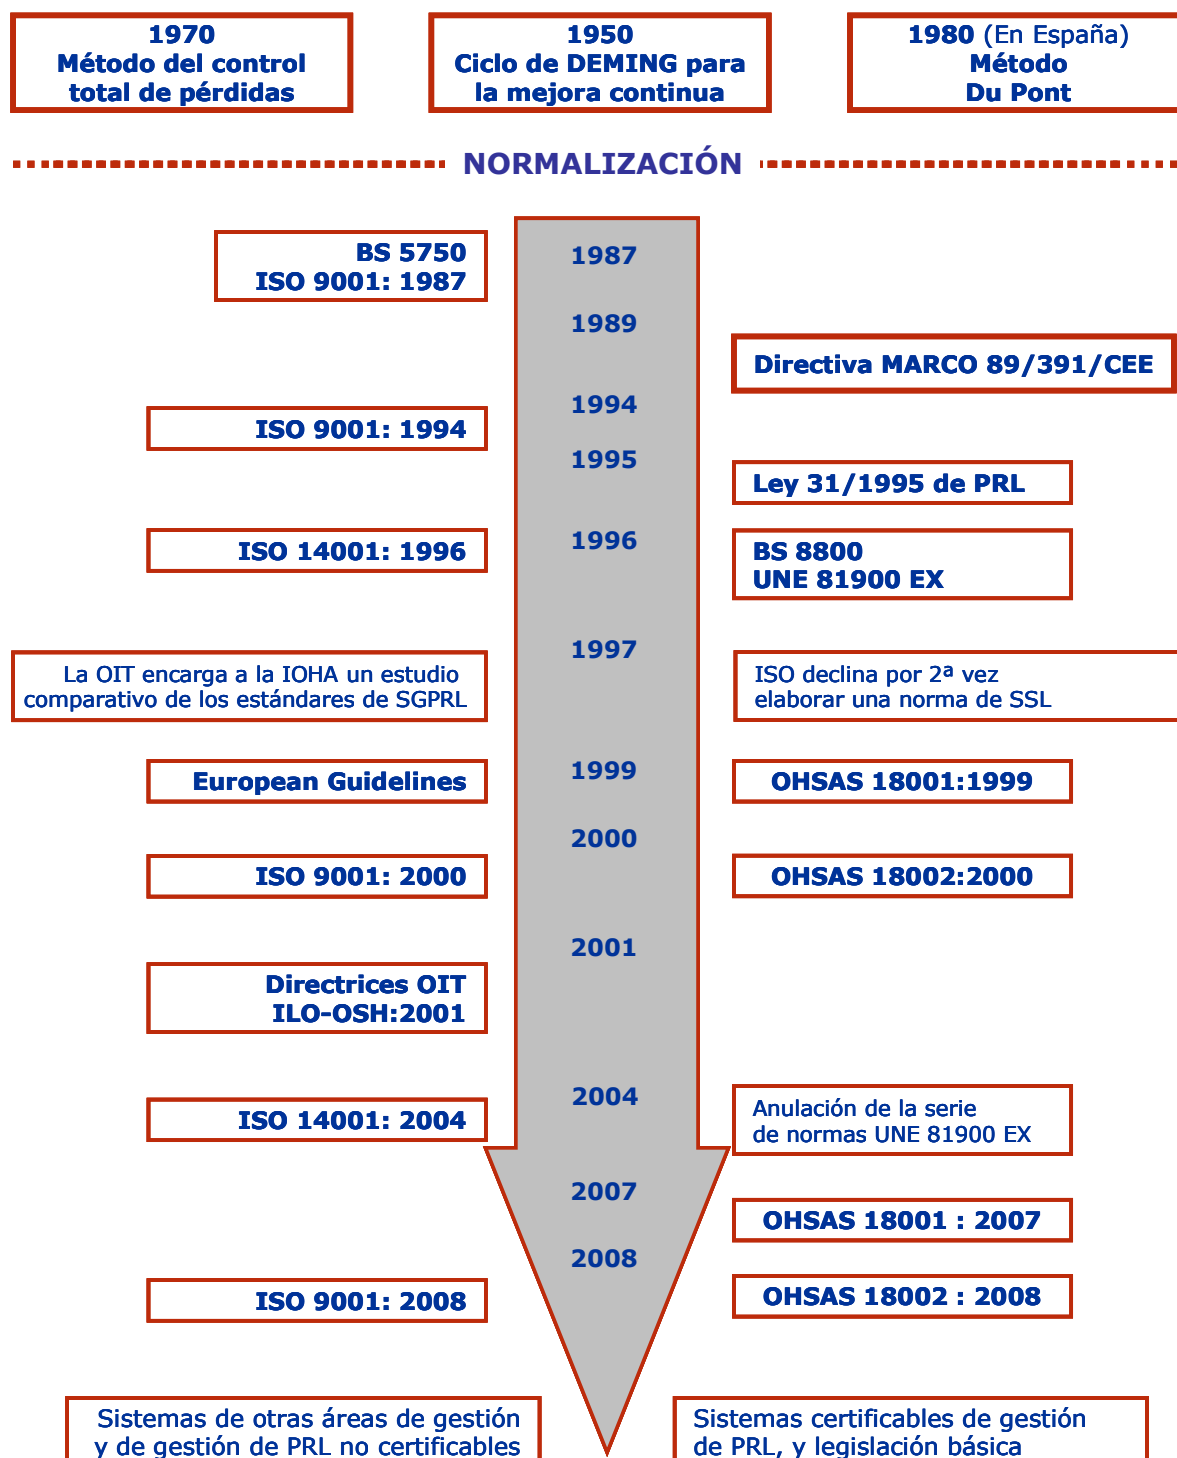 1970
Método del control
total de pérdidas
1950
Ciclo de DEMING para
la mejora continua
1980 (En España)
Método
Du Pont
NORMALIZACIÓN
1987
BS 5750
ISO 9001: 1987
1989
Directiva MARCO 89/391/CEE
1994
ISO 9001: 1994
1995
Ley 31/1995 de PRL
1996
ISO 14001: 1996
BS 8800
UNE 81900 EX
1997
La OIT encarga a la IOHA un estudio
comparativo de los estándares de SGPRL
ISO declina por 2ª vez
elaborar una norma de SSL
1999
European Guidelines
OHSAS 18001:1999
2000
ISO 9001: 2000
OHSAS 18002:2000
2001
Directrices OIT
ILO-OSH:2001
2004
ISO 14001: 2004
Anulación de la serie
de normas UNE 81900 EX
2007
OHSAS 18001 : 2007
2008
ISO 9001: 2008
OHSAS 18002 : 2008
Sistemas de otras áreas de gestión
y de gestión de PRL no certificables
Sistemas certificables de gestión
de PRL, y legislación básica